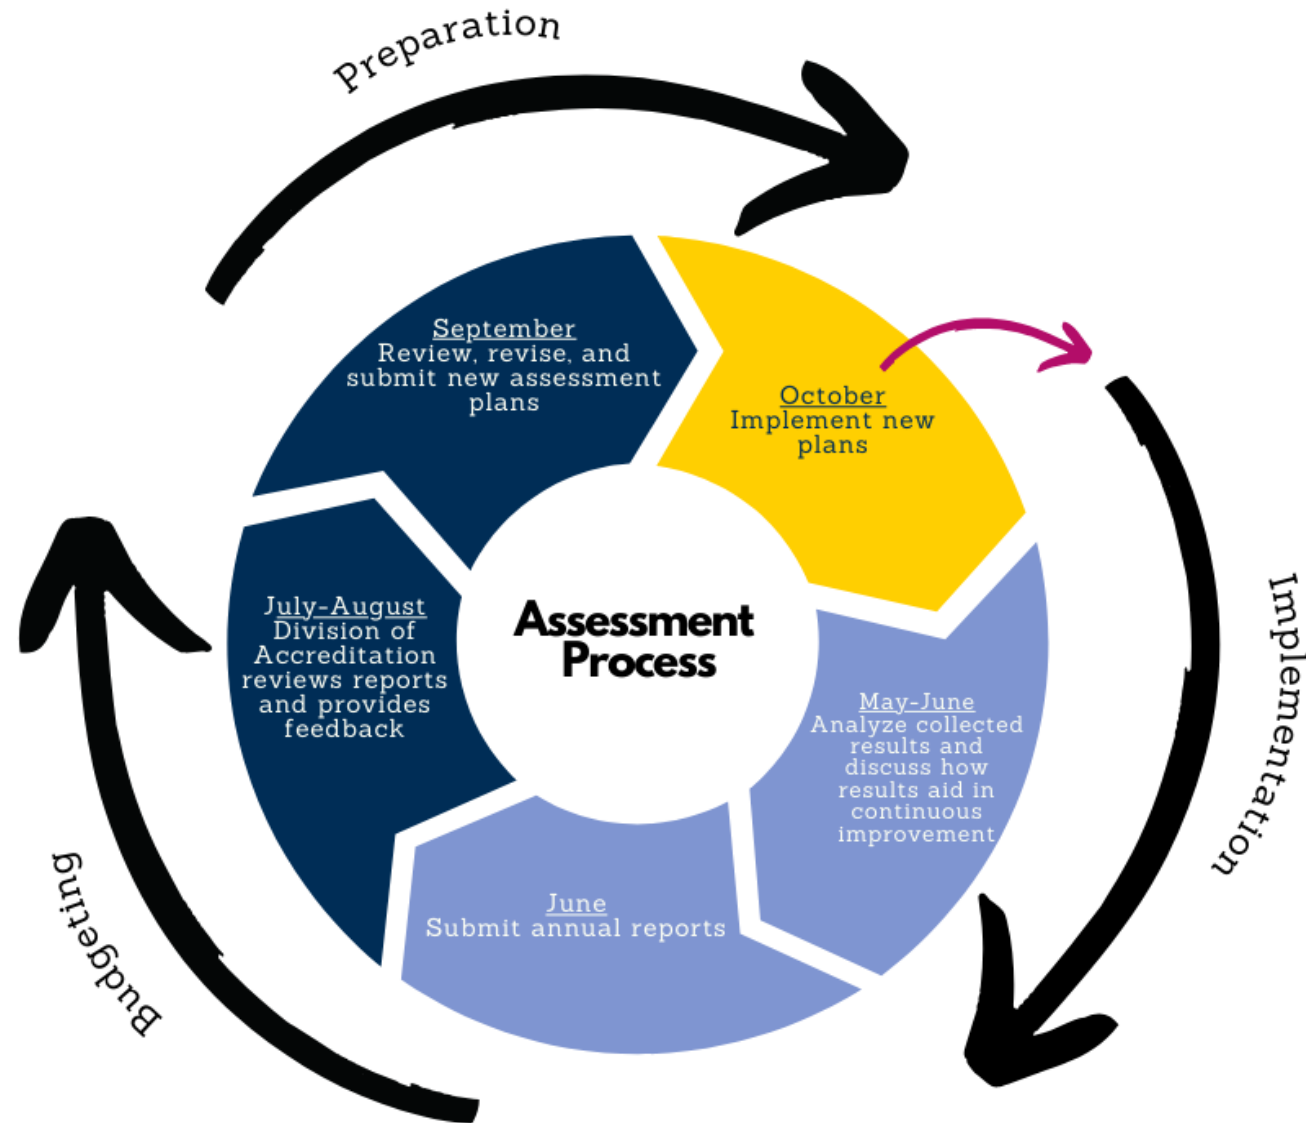 Preparation
September
Review, revise, and
submit new assessment
plans
October
Implement new
plans
Implementation
Assessment
Process
July-August
Division of
Accreditation
reviews reports
and provides
feedback
May-June
Analyze collected
results and
discuss how
results aid in
continuous
improvement
June
Submit annual reports
Budgeting